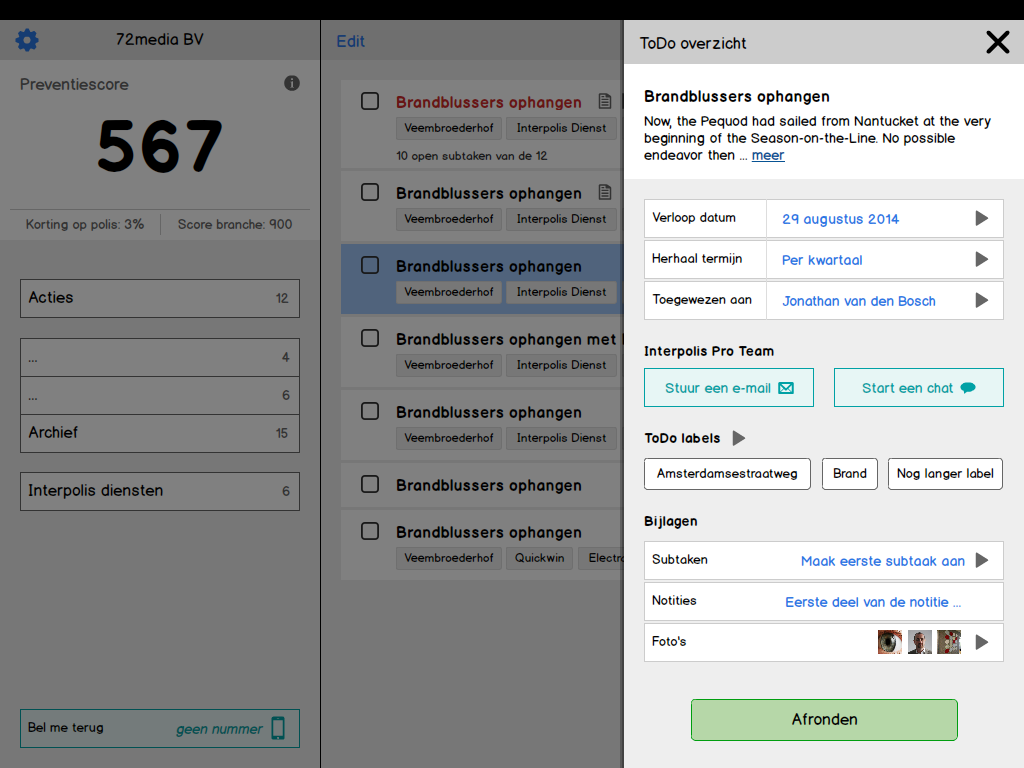 72media BV
Preventiescore
567
Korting op polis: 3%
Score branche: 900
Acties 12
... 4
... 6
Archief 15
Interpolis diensten 6
Bel me terug geen nummer
Edit
Brandblussers ophangen
Veembroederhof Interpolis Dienst
10 open subtaken van de 12
Brandblussers ophangen
Veembroederhof Interpolis Dienst
Brandblussers ophangen
Veembroederhof Interpolis Dienst
Brandblussers ophangen met
Veembroederhof Interpolis Dienst
Brandblussers ophangen
Veembroederhof Interpolis Dienst
Brandblussers ophangen
Brandblussers ophangen
Veembroederhof Quickwin Electro
ToDo overzicht
Brandblussers ophangen
Now, the Pequod had sailed from Nantucket at the very
beginning of the Season-on-the-Line. No possible
endeavor then ... meer
Verloop datum 29 augustus 2014
Herhaal termijn Per kwartaal
Toegewezen aan Jonathan van den Bosch
Interpolis Pro Team
Stuur een e-mail
Start een chat
ToDo labels
Amsterdamsestraatweg Brand Nog langer label
Bijlagen
Subtaken Maak eerste subtaak aan
Notities Eerste deel van de notitie ...
Foto's
Afronden